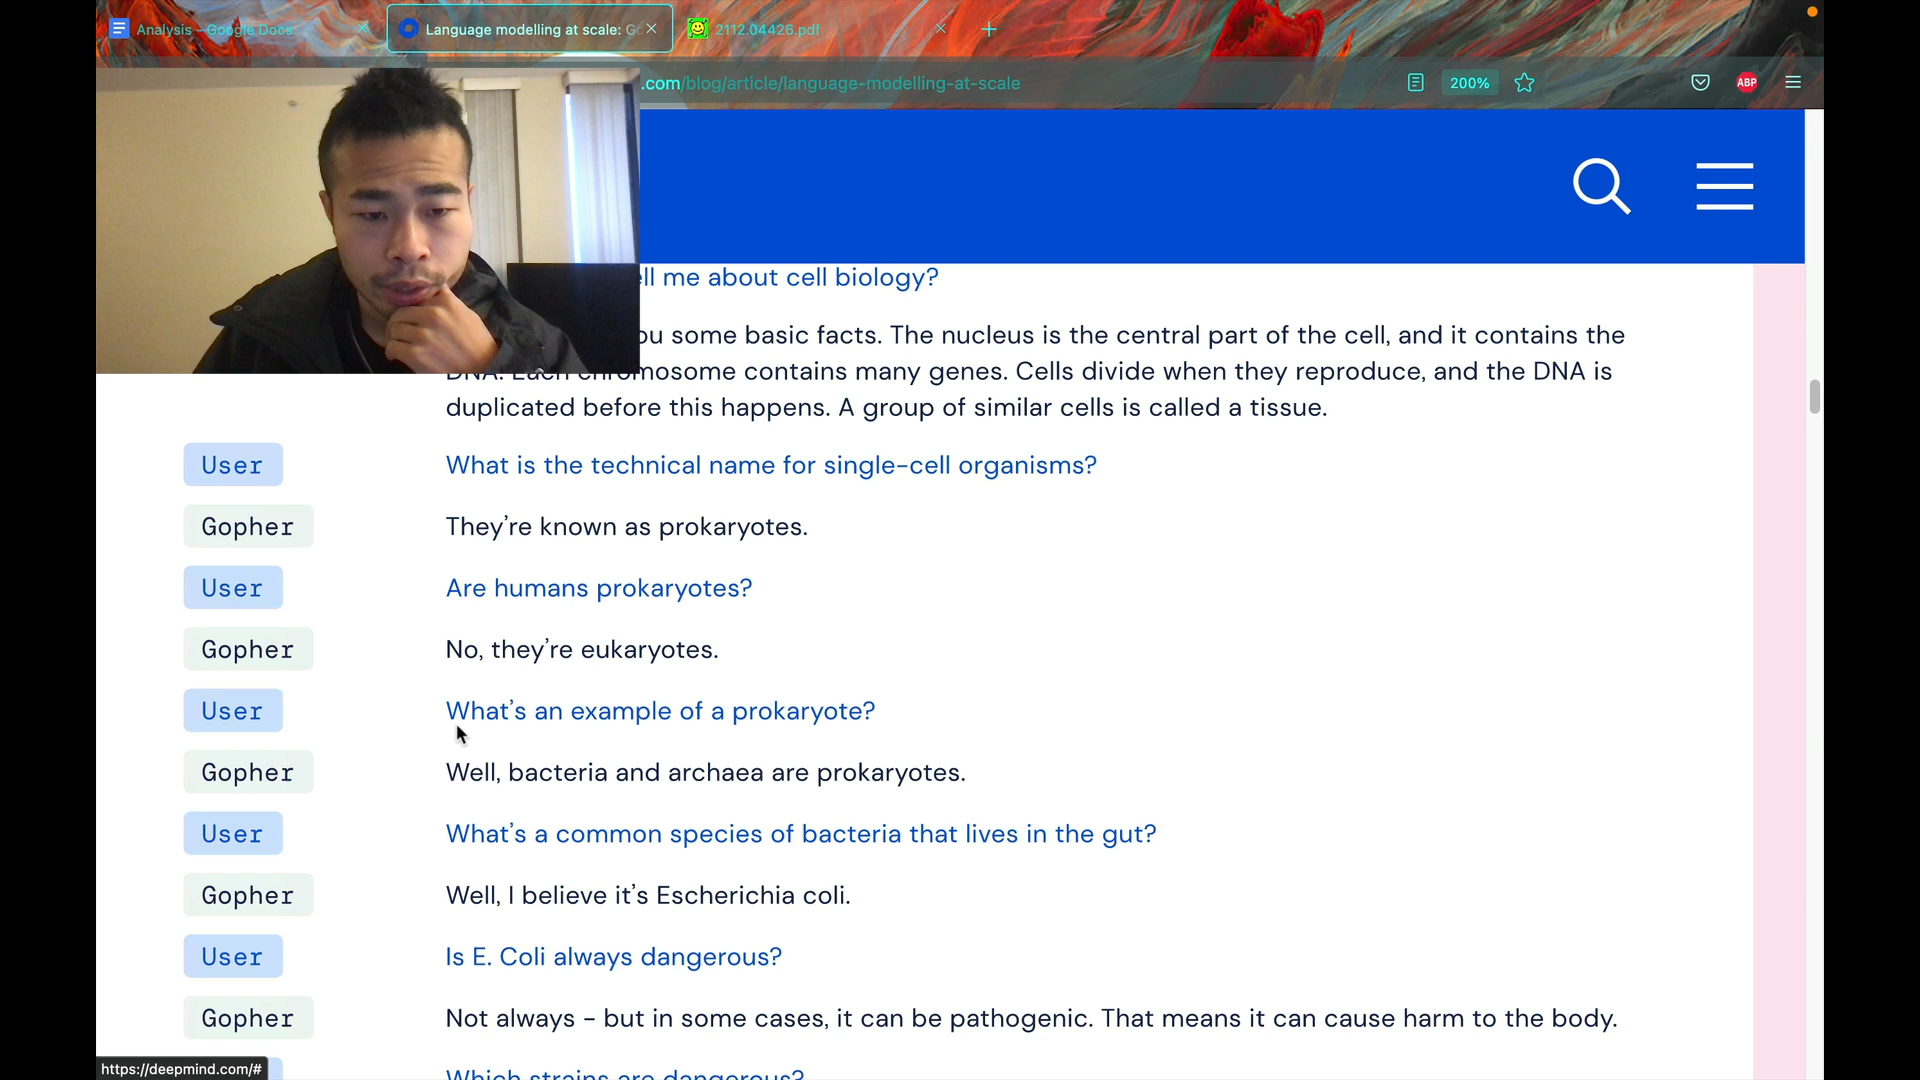 Analysis - Google Docs
Language modelling at scale: Go
2112.04426.pdf
.com/blog/article/language-modelling-at-scale
200%
ABP
ell me about cell biology?
ou some basic facts. The nucleus is the central part of the cell, and it contains the
DNA. Each chromosome contains many genes. Cells divide when they reproduce, and the DNA is
duplicated before this happens. A group of similar cells is called a tissue.
User What is the technical name for single-cell organisms?
Gopher They’re known as prokaryotes.
User Are humans prokaryotes?
Gopher No, they’re eukaryotes.
User What’s an example of a prokaryote?
Gopher Well, bacteria and archaea are prokaryotes.
User What’s a common species of bacteria that lives in the gut?
Gopher Well, I believe it’s Escherichia coli.
User Is E. Coli always dangerous?
Gopher Not always – but in some cases, it can be pathogenic. That means it can cause harm to the body.
Which strains are dangerous?
https://deepmind.com/#